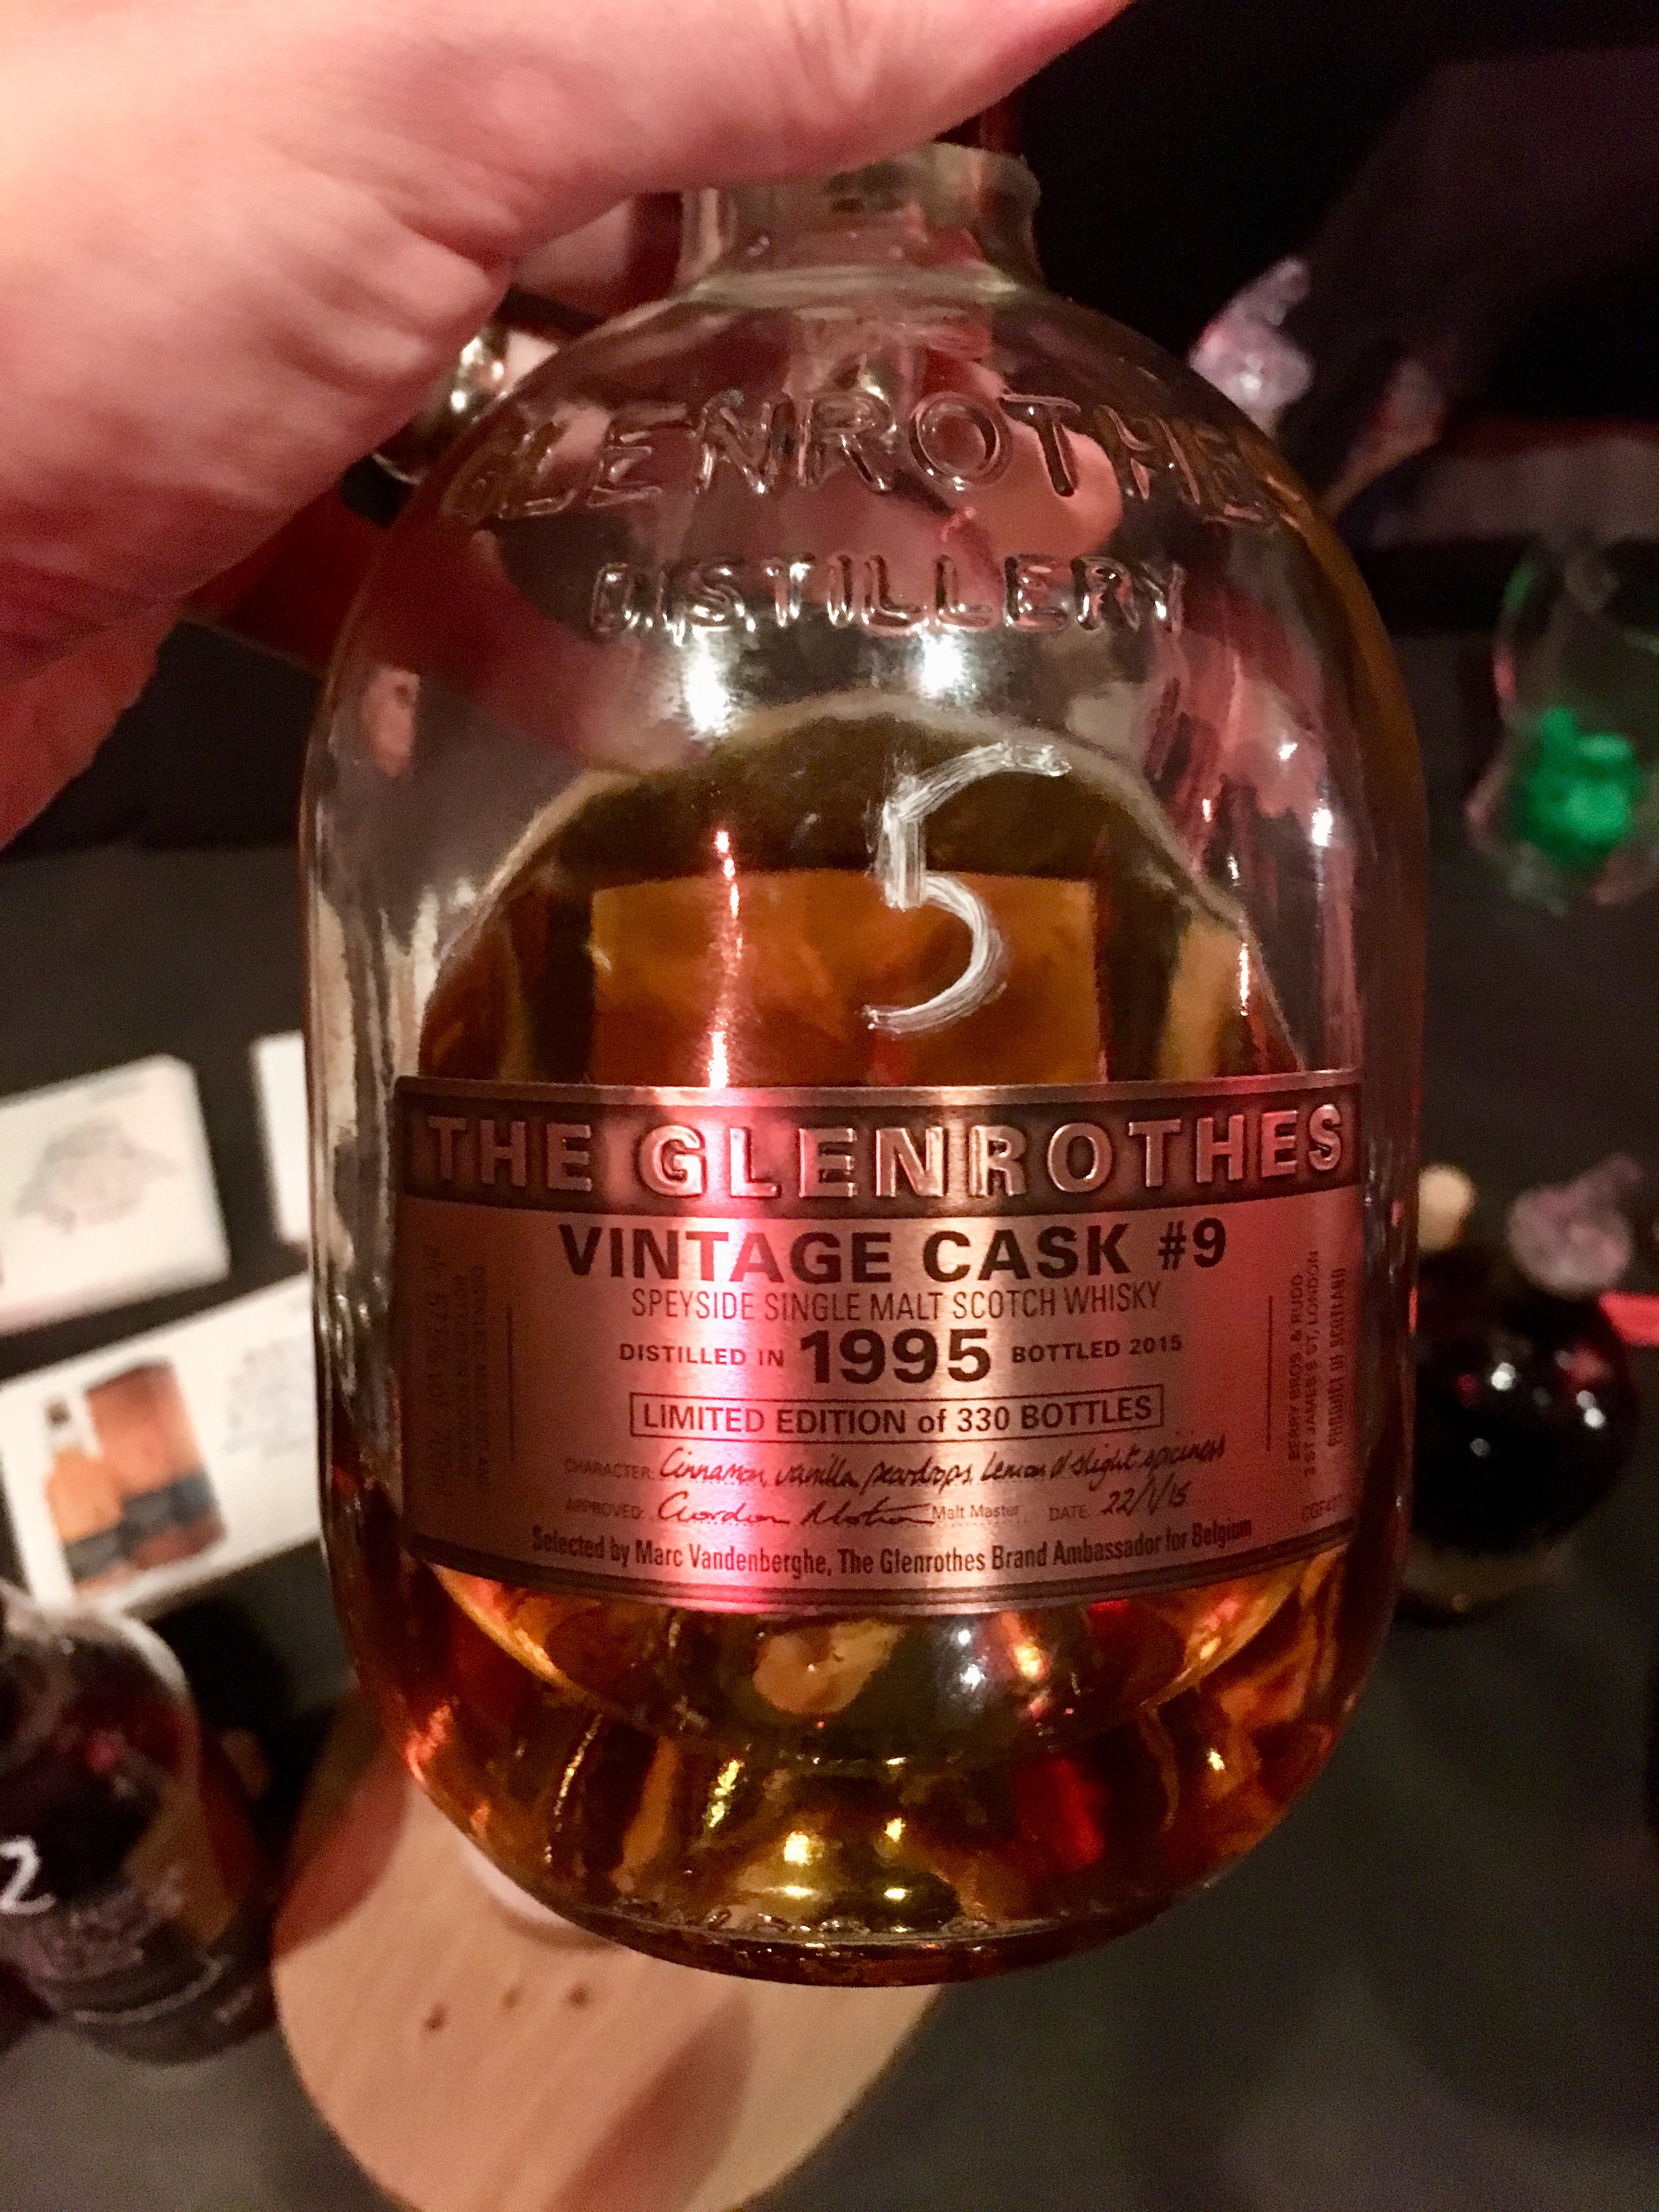 GLENROTHES
DISTILLERY
5
THE GLENROTHES
VINTAGE CASK #9
SPEYSIDE SINGLE MALT SCOTCH WHISKY
DISTILLED IN 1995 BOTTLED 2015
LIMITED EDITION of 330 BOTTLES
CHARACTER: Cinnamon, vanilla, peardrops, Lemon & slight spiciness
APPROVED: Gordon Motion Malt Master DATE: 22/1/15
Selected by Marc Vandenberghe, The Glenrothes Brand Ambassador for Belgium
BERRY BROS & RUDD
3 ST JAMES'S ST, LONDON
PRODUCT OF SCOTLAND
2